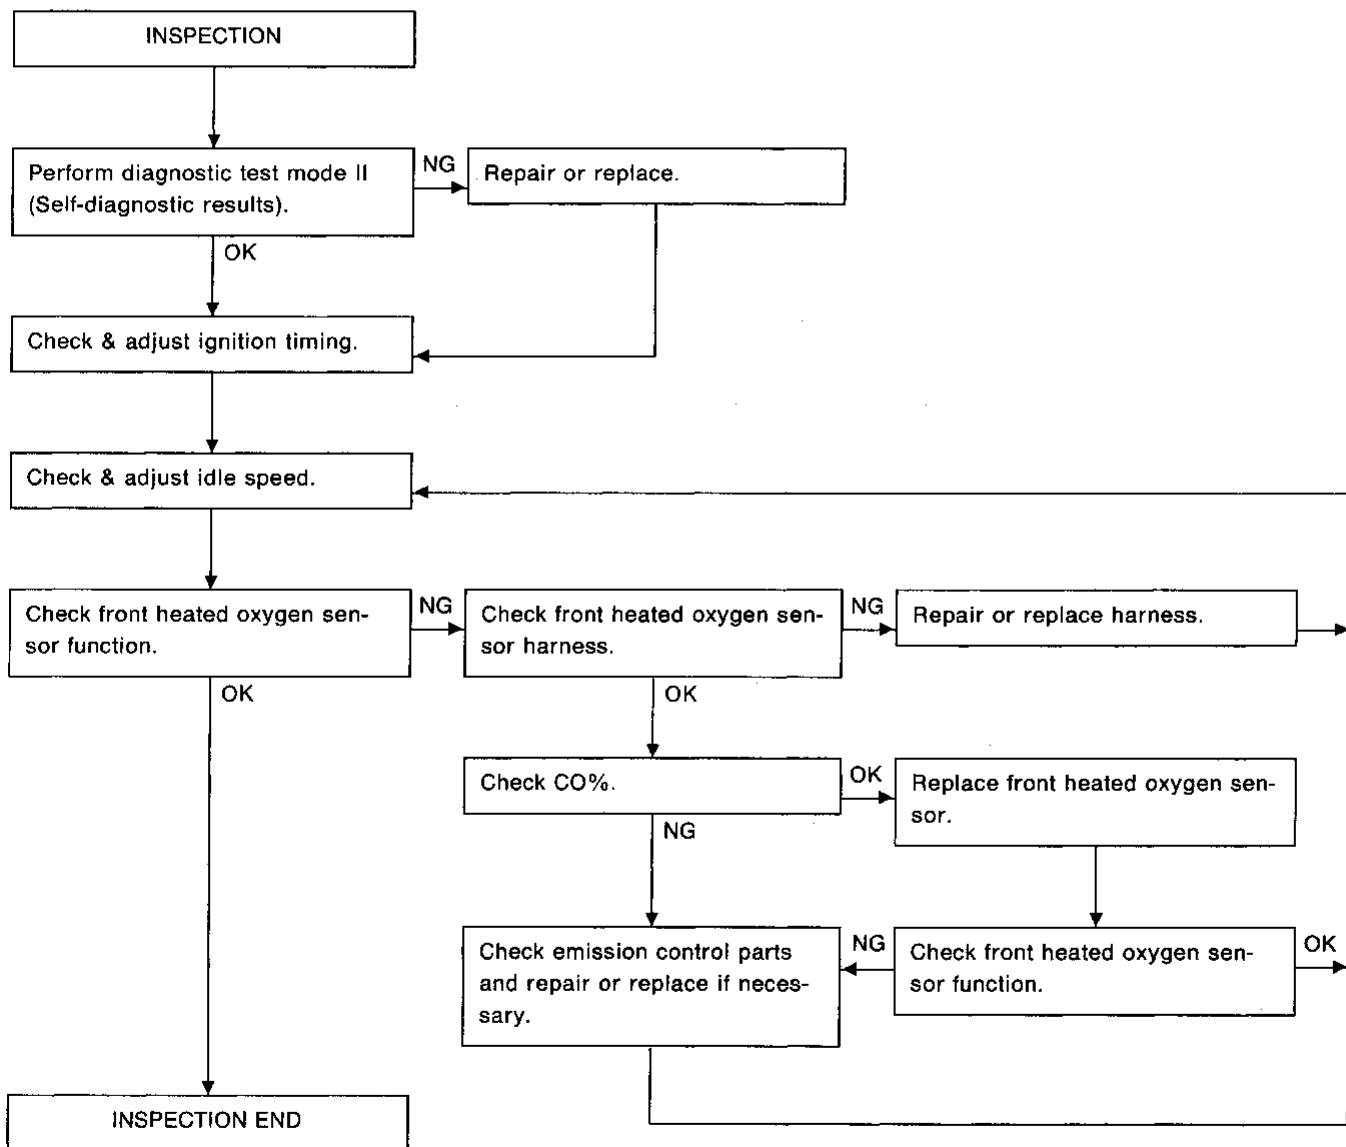 INSPECTION
Perform diagnostic test mode II
(Self-diagnostic results).
NG
Repair or replace.
OK
Check & adjust ignition timing.
Check & adjust idle speed.
Check front heated oxygen sen-
sor function.
NG
Check front heated oxygen sen-
sor harness.
NG
Repair or replace harness.
OK
OK
Check CO%.
OK
Replace front heated oxygen sen-
sor.
NG
Check emission control parts
and repair or replace if neces-
sary.
NG
Check front heated oxygen sen-
sor function.
OK
INSPECTION END